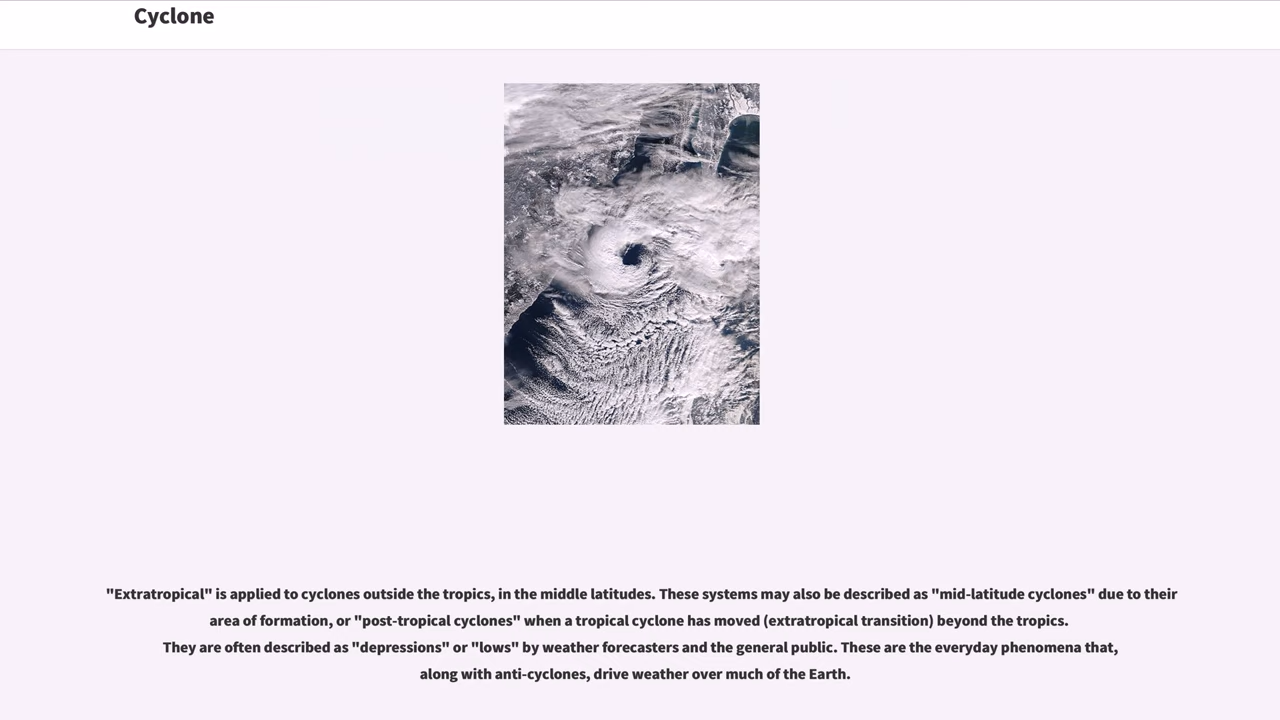 Cyclone
"Extratropical" is applied to cyclones outside the tropics, in the middle latitudes. These systems may also be described as "mid-latitude cyclones" due to their
area of formation, or "post-tropical cyclones" when a tropical cyclone has moved (extratropical transition) beyond the tropics.
They are often described as "depressions" or "lows" by weather forecasters and the general public. These are the everyday phenomena that,
along with anti-cyclones, drive weather over much of the Earth.